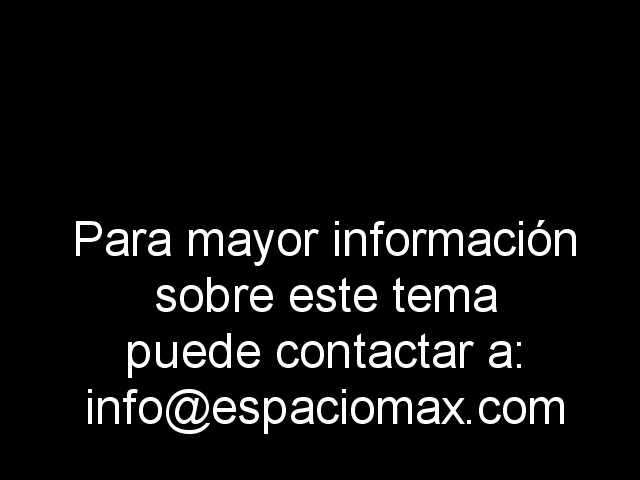 Para mayor información
sobre este tema
puede contactar a:
info@espaciomax.com